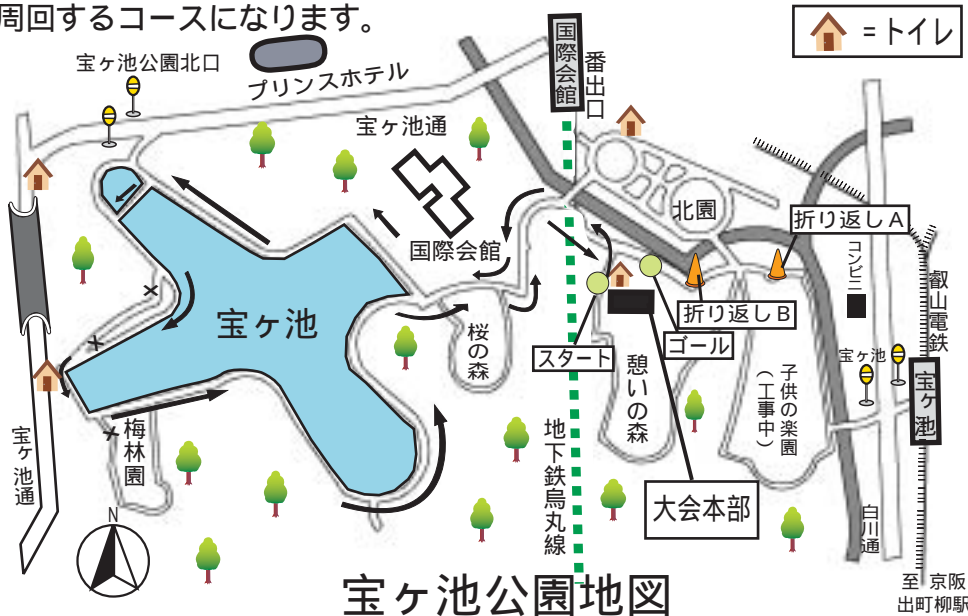 周回するコースになります。
= トイレ
宝ヶ池公園北口
プリンスホテル
国際会館
番出口
宝ヶ池通
国際会館
北園
折り返しA
コンビニ
叡山電鉄
宝ヶ池
桜の森
折り返しB
スタート
ゴール
宝ヶ池
宝ヶ池
憩いの森
子供の楽園
(工事中)
梅林園
宝ヶ池通
地下鉄烏丸線
大会本部
白川通
N
至 京阪
出町柳駅
宝ヶ池公園地図